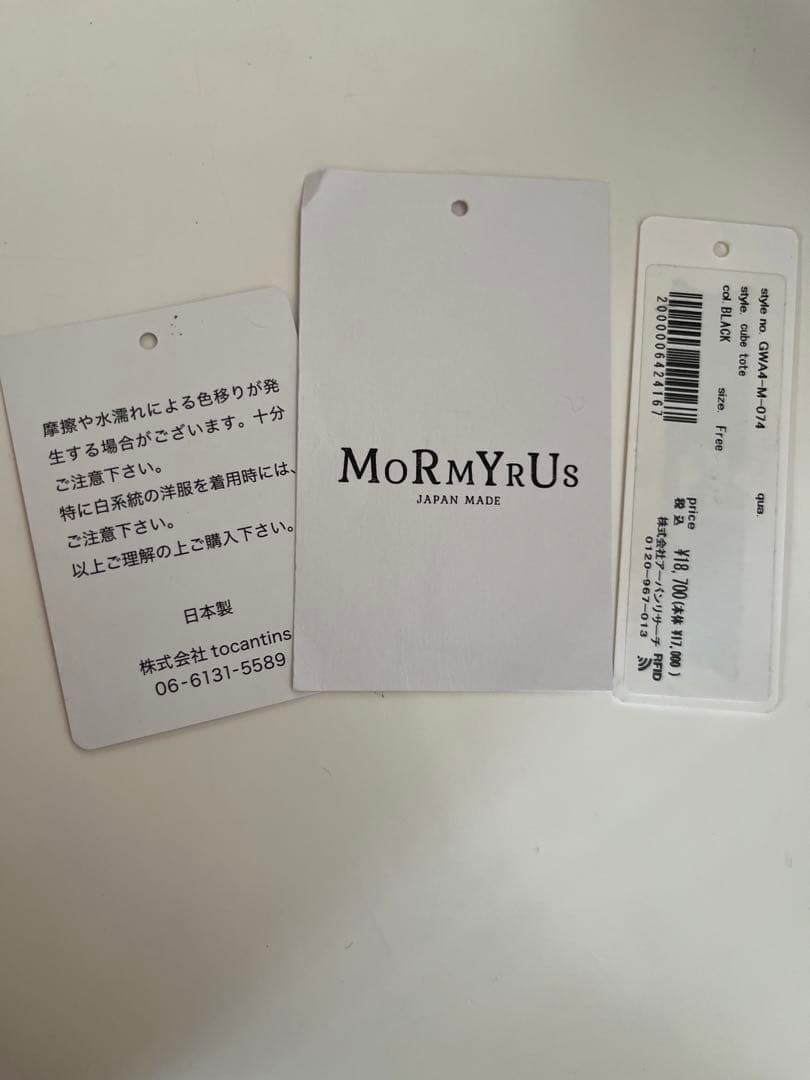 摩擦や水濡れによる色移りが発
生する場合がございます。十分
ご注意下さい。
特に白系統の洋服を着用時には、
ご注意下さい。
以上ご理解の上ご購入下さい。
日本製
株式会社 tocantins
06-6131-5589
MORMYRUS
JAPAN MADE
style no. GWA4-M-074 qua.
style. cube tote
col. BLACK size. Free
2000006424167
price
税込 ¥18,700(本体 ¥17,000)
株式会社アーバンリサーチ RFID
0120-967-013